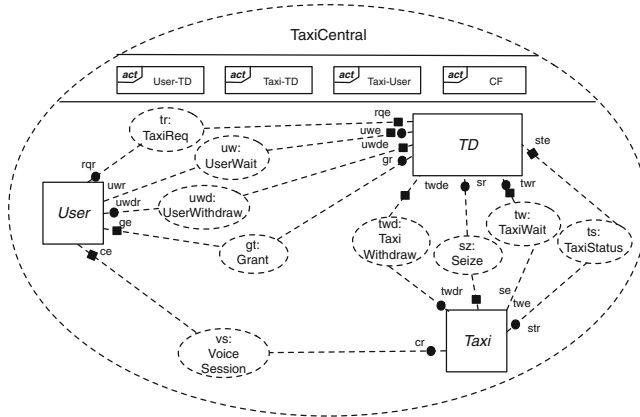 TaxiCentral
act User-TD
act Taxi-TD
act Taxi-User
act CF
tr:
TaxiReq
rqe
uw:
UserWait
uwe
uwde
gr
TD
ste
rqr
uwr
uwdr
ge
User
uwd:
UserWithdraw
twde
sr
twr
ce
gt:
Grant
twd:
Taxi
Withdraw
sz:
Seize
tw:
TaxiWait
ts:
TaxiStatus
twdr
se
twe
str
vs:
Voice
Session
cr
Taxi